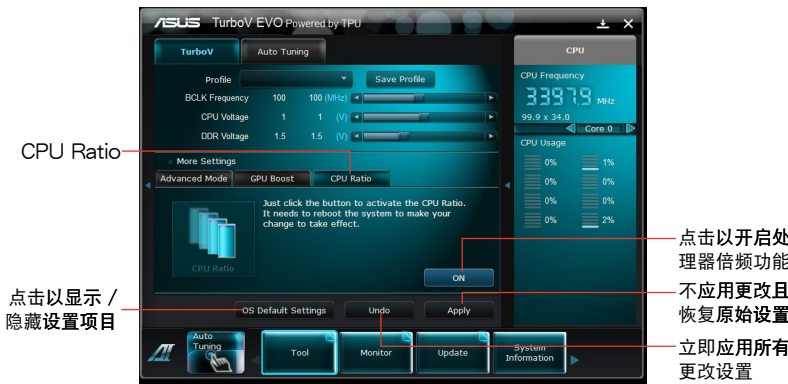 ASUS TurboV EVO Powered by TPU
TurboV
Auto Tuning
Profile
Save Profile
BCLK Frequency 100 100 (MHz)
CPU Voltage 1 1 (V)
DDR Voltage 1.5 1.5 (V)
CPU Ratio
More Settings
Advanced Mode
GPU Boost
CPU Ratio
Just click the button to activate the CPU Ratio.
It needs to reboot the system to make your
change to take effect.
CPU Ratio
ON
OS Default Settings
Undo
Apply
CPU
CPU Frequency
3397.9 MHz
99.9 x 34.0
Core 0
CPU Usage
0% 1%
0% 0%
0% 0%
0% 2%
点击以开启处
理器倍频功能
不应用更改且
恢复原始设置
立即应用所有
更改设置
点击以显示 /
隐藏设置项目
Auto
Tuning
Tool
Monitor
Update
System
Information